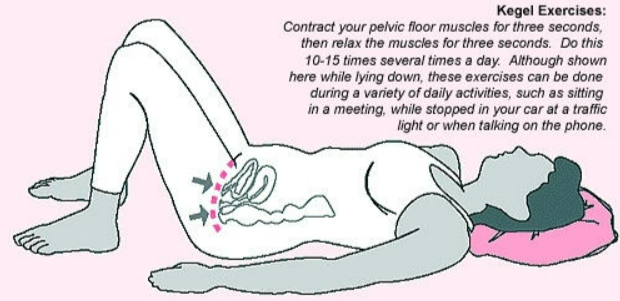 Kegel Exercises:
Contract your pelvic floor muscles for three seconds,
then relax the muscles for three seconds. Do this
10-15 times several times a day. Although shown
here while lying down, these exercises can be done
during a variety of daily activities, such as sitting
in a meeting, while stopped in your car at a traffic
light or when talking on the phone.